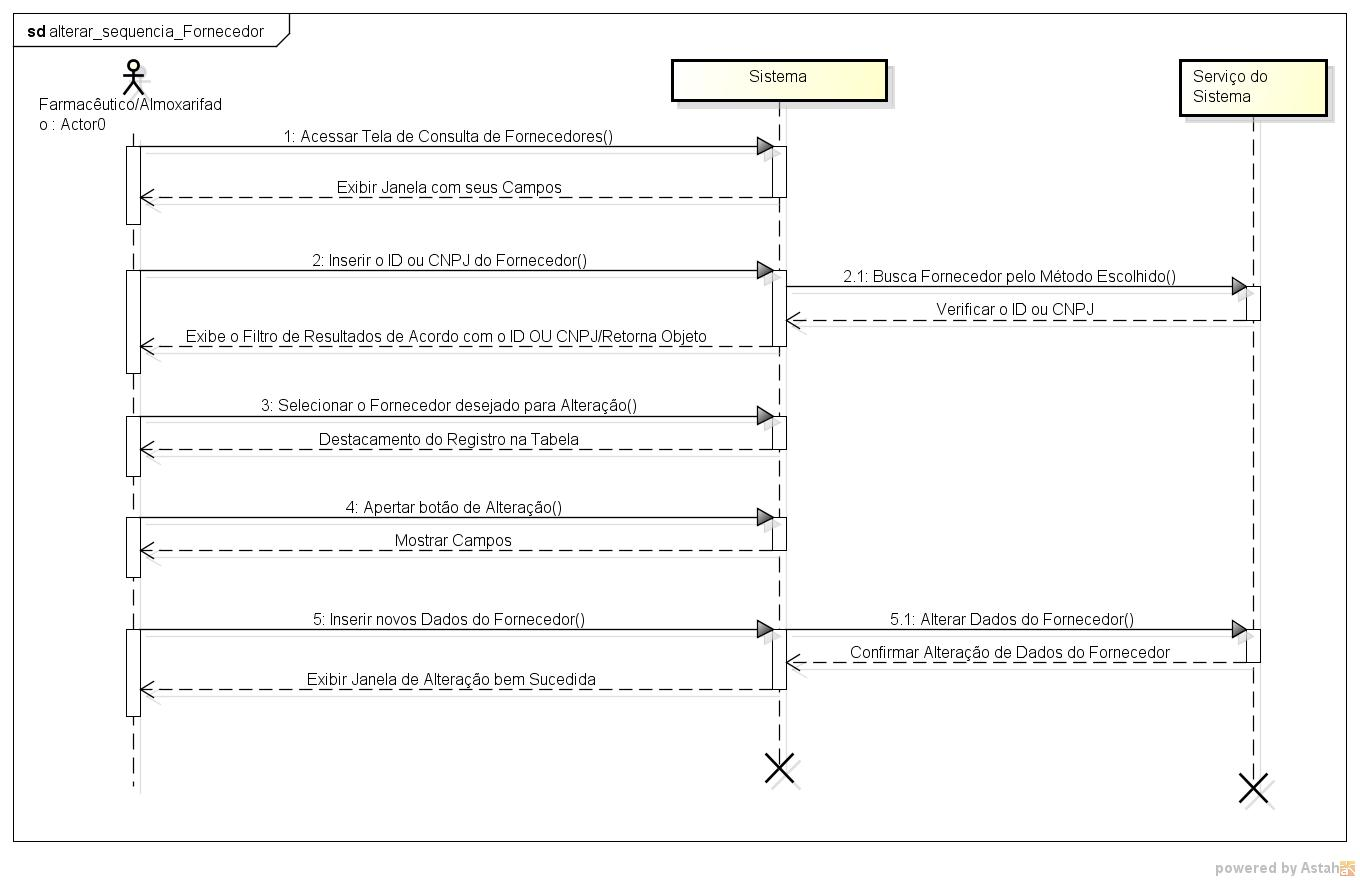 sd alterar_sequencia_Fornecedor
Sistema
Serviço do
Sistema
Farmacêutico/Almoxarifad
o : Actor0
1: Acessar Tela de Consulta de Fornecedores()
Exibir Janela com seus Campos
2: Inserir o ID ou CNPJ do Fornecedor()
2.1: Busca Fornecedor pelo Método Escolhido()
Verificar o ID ou CNPJ
Exibe o Filtro de Resultados de Acordo com o ID OU CNPJ/Retorna Objeto
3: Selecionar o Fornecedor desejado para Alteração()
Destacamento do Registro na Tabela
4: Apertar botão de Alteração()
Mostrar Campos
5: Inserir novos Dados do Fornecedor()
5.1: Alterar Dados do Fornecedor()
Confirmar Alteração de Dados do Fornecedor
Exibir Janela de Alteração bem Sucedida
powered by Astah